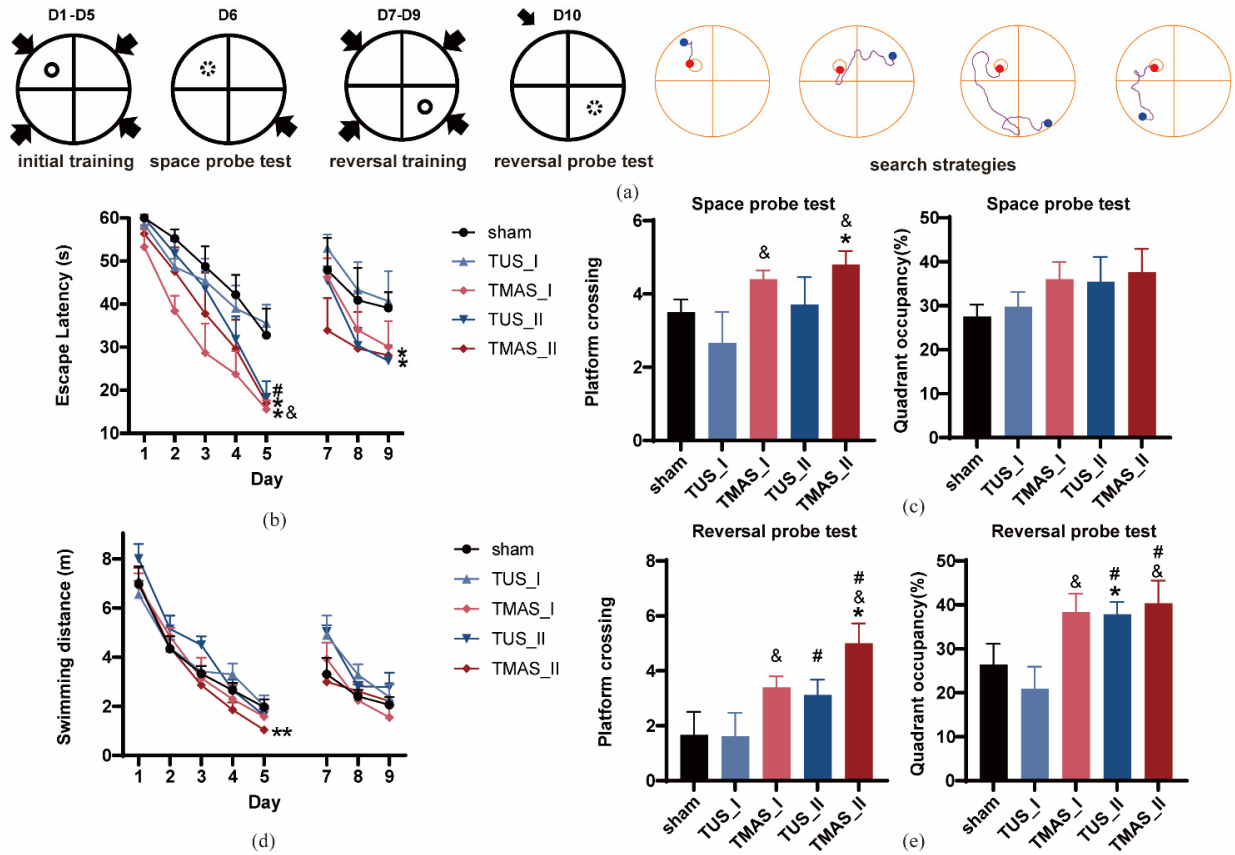 D1-D5 D6 D7-D9 D10
initial training space probe test reversal training reversal probe test search strategies
(a)
Escape Latency (s)
60
50
40
30
20
10
1 2 3 4 5 7 8 9
Day
sham
TUS_I
TMAS_I
TUS_II
TMAS_II
#
*
* &
*
*
(b)
Space probe test
Platform crossing
6
4
2
0
&
&
*
sham TUS_I TMAS_I TUS_II TMAS_II
Space probe test
Quadrant occupancy(%)
50
40
30
20
10
0
sham TUS_I TMAS_I TUS_II TMAS_II
(c)
Swimming distance (m)
8
6
4
2
0
1 2 3 4 5 7 8 9
Day
sham
TUS_I
TMAS_I
TUS_II
TMAS_II
**
(d)
Reversal probe test
Platform crossing
8
6
4
2
0
&
#
#
&
*
sham TUS_I TMAS_I TUS_II TMAS_II
Reversal probe test
Quadrant occupancy(%)
50
40
30
20
10
0
&
#
*
#
&
sham TUS_I TMAS_I TUS_II TMAS_II
(e)